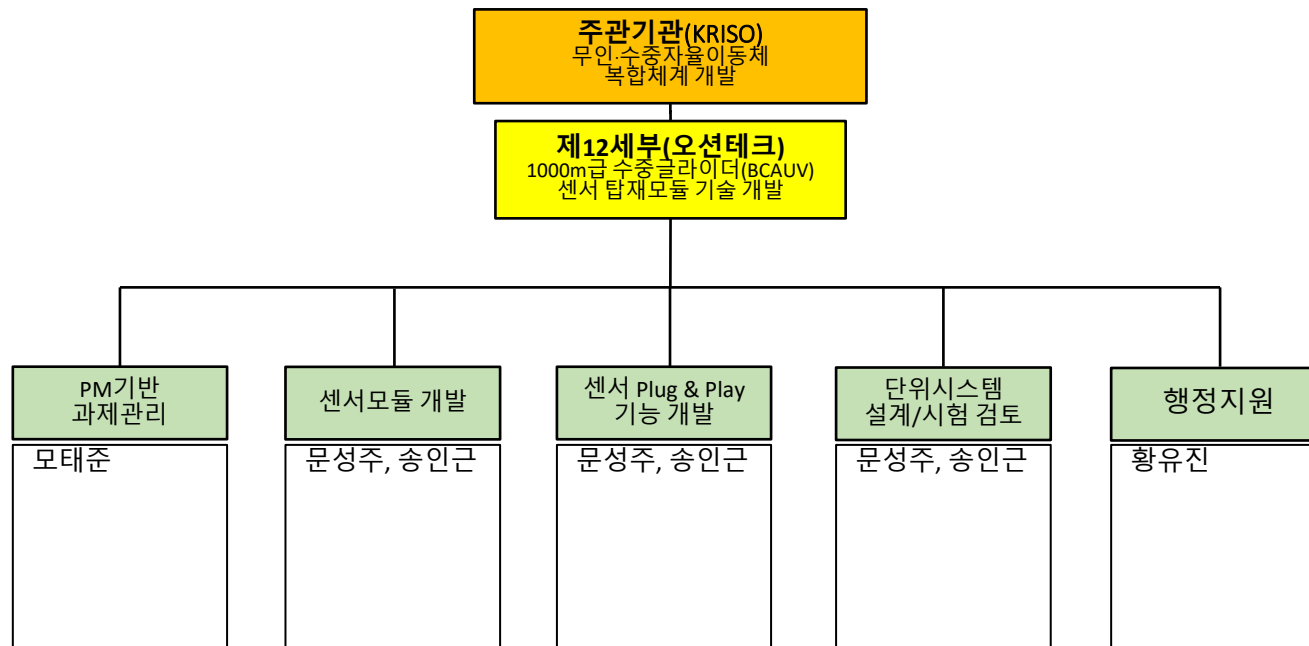 주관기관(KRISO)
무인·수중자율이동체
복합체계 개발
제12세부(오션테크)
1000m급 수중글라이더(BCAUV)
센서 탑재모듈 기술 개발
PM기반
과제관리
센서모듈 개발
센서 Plug & Play
기능 개발
단위시스템
설계/시험 검토
행정지원
모태준
문성주, 송인근
문성주, 송인근
문성주, 송인근
황유진